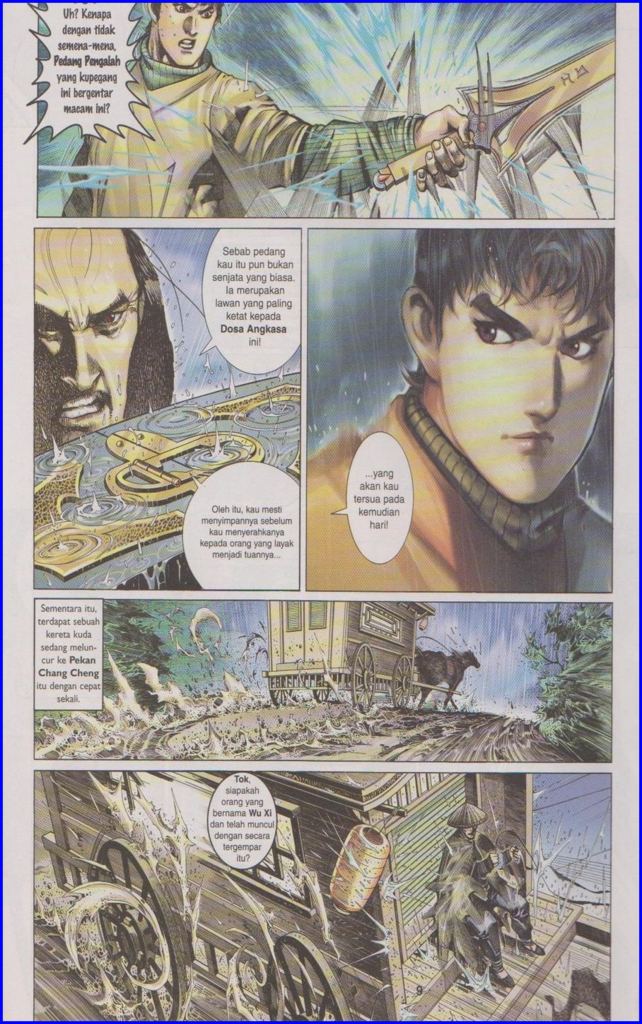 Uh? Kenapa
dengan tidak
semena-mena,
Pedang Pengalah
yang kupegang
ini bergentar
macam ini?
Sebab pedang
kau itu pun bukan
senjata yang biasa.
Ia merupakan
lawan yang paling
ketat kepada
Dosa Angkasa
ini!
Oleh itu, kau mesti
menyimpannya sebelum
kau menyerahkanya
kepada orang yang layak
menjadi tuannya...
...yang
akan kau
tersua pada
kemudian
hari!
Sementara itu,
terdapat sebuah
kereta kuda
sedang melun-
cur ke Pekan
Chang Cheng
itu dengan cepat
sekali.
Tok,
siapakah
orang yang
bernama Wu Xi
dan telah muncul
dengan secara
tergempar
itu?
9